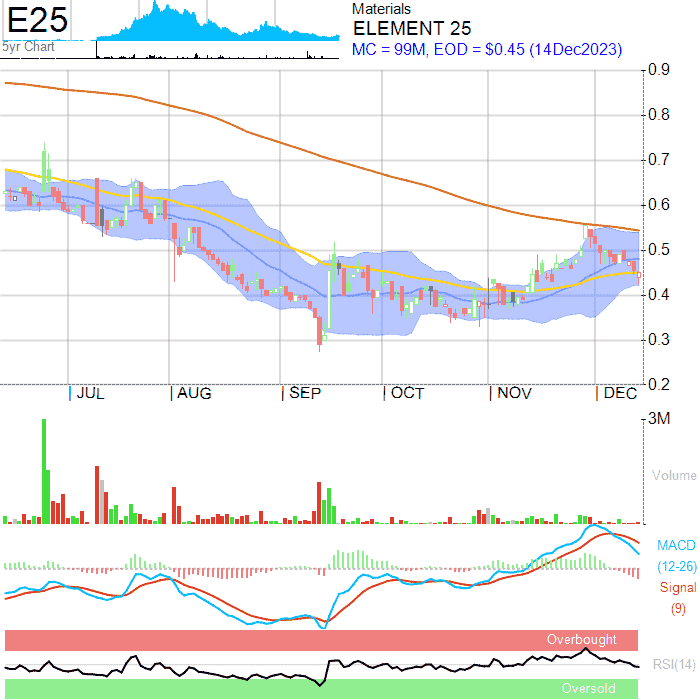 E25
5yr Chart
Materials
ELEMENT 25
MC = 99M, EOD = $0.45 (14Dec2023)
0.9
0.8
0.7
0.6
0.5
0.4
0.3
0.2
JUL AUG SEP OCT NOV DEC
3M
Volume
MACD
(12-26)
Signal
(9)
Overbought
RSI(14)
Oversold